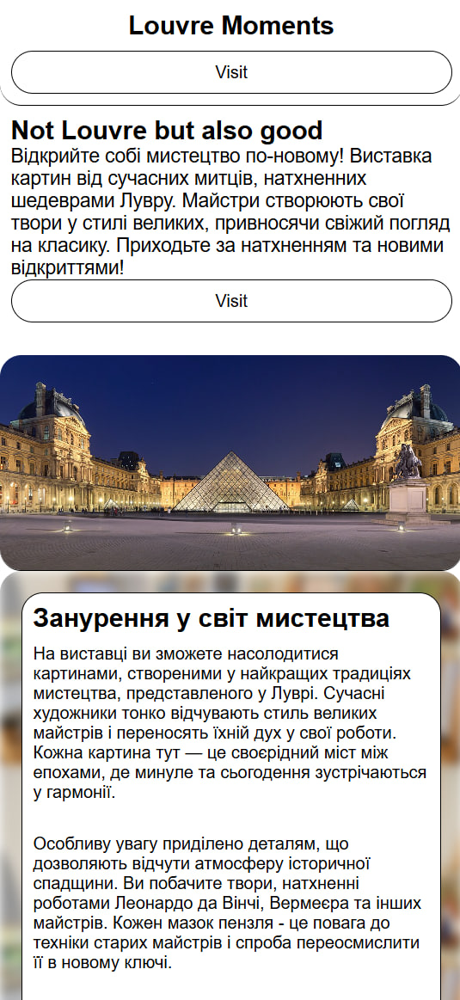 Louvre Moments
Visit
Not Louvre but also good
Відкрийте собі мистецтво по-новому! Виставка
картин від сучасних митців, натхненних
шедеврами Лувру. Майстри створюють свої
твори у стилі великих, привносячи свіжий погляд
на класику. Приходьте за натхненням та новими
відкриттями!
Visit
Занурення у світ мистецтва
На виставці ви зможете насолодитися
картинами, створеними у найкращих традиціях
мистецтва, представленого у Луврі. Сучасні
художники тонко відчувають стиль великих
майстрів і переносять їхній дух у свої роботи.
Кожна картина тут — це своєрідний міст між
епохами, де минуле та сьогодення зустрічаються
у гармонії.
Особливу увагу приділено деталям, що
дозволяють відчути атмосферу історичної
спадщини. Ви побачите твори, натхненні
роботами Леонардо да Вінчі, Вермеєра та інших
майстрів. Кожен мазок пензля - це повага до
техніки старих майстрів і спроба переосмислити
її в новому ключі.